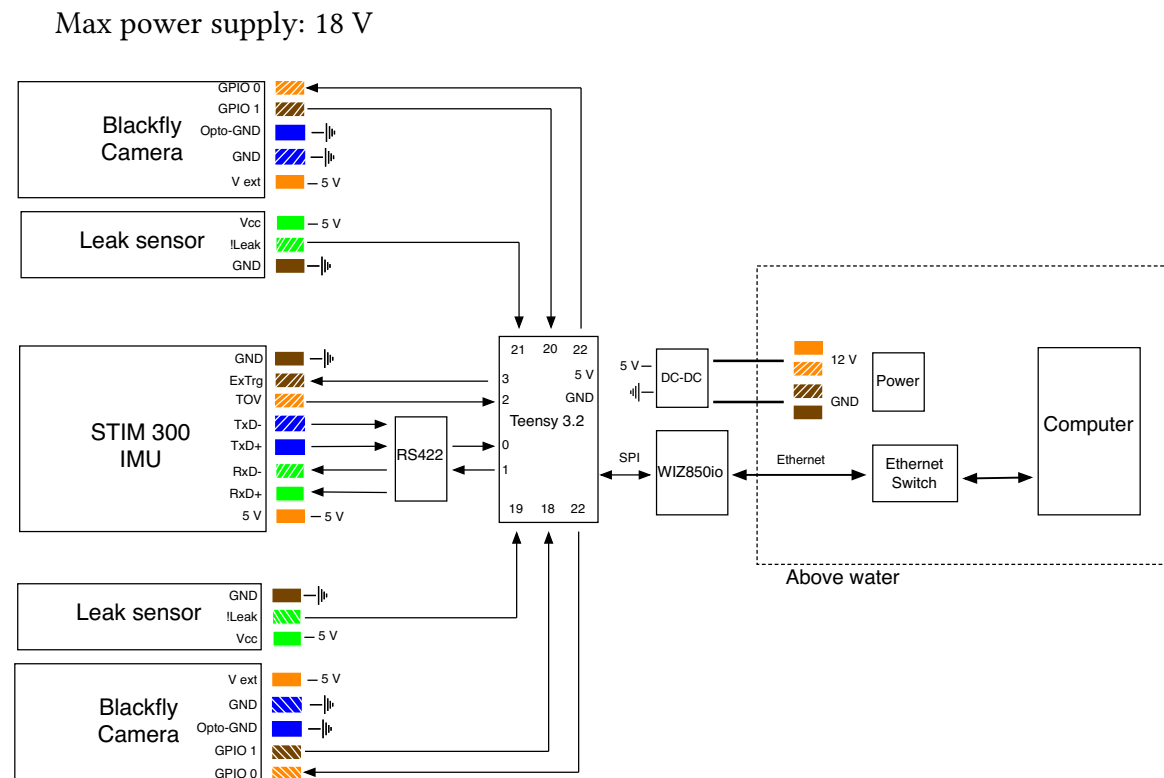 Max power supply: 18 V
Blackfly
Camera
GPIO 0
GPIO 1
Opto-GND
GND
V ext
5 V
Leak sensor
Vcc
!Leak
GND
5 V
STIM 300
IMU
GND
ExTrg
TOV
TxD-
TxD+
RxD-
RxD+
5 V
5 V
RS422
21 20 22
3
5 V
2
GND
Teensy 3.2
0
1
19 18 22
5 V
DC-DC
12 V
GND
Power
SPI
WIZ850io
Ethernet
Ethernet
Switch
Computer
Above water
Leak sensor
GND
!Leak
Vcc
5 V
Blackfly
Camera
V ext
5 V
GND
Opto-GND
GPIO 1
GPIO 0